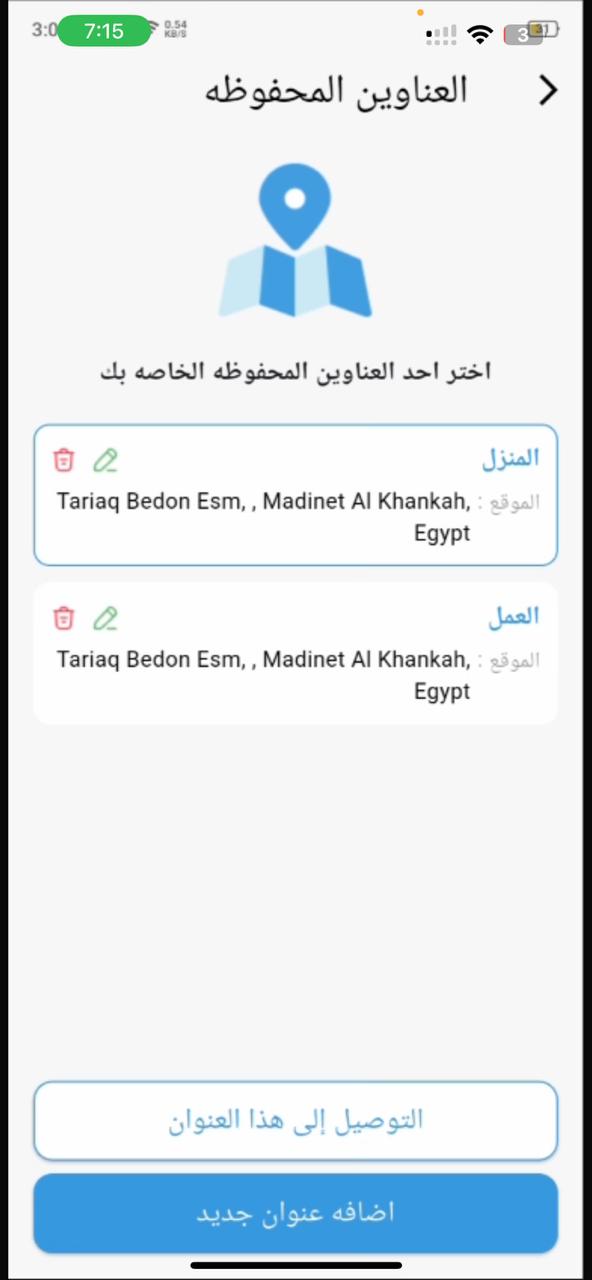 7:15
3:0
0.54
KB/S
31
العناوين المحفوظه
اختر احد العناوين المحفوظه الخاصه بك
المنزل
الموقع : Tariaq Bedon Esm, , Madinet Al Khankah,
Egypt
العمل
الموقع : Tariaq Bedon Esm, , Madinet Al Khankah,
Egypt
التوصيل إلى هذا العنوان
اضافه عنوان جديد